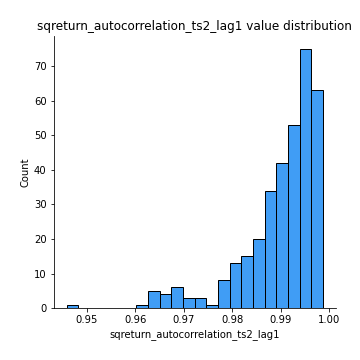 sqreturn_autocorrelation_ts2_lag1 value distribution
70
60
50
40
30
20
10
0
Count
0.95 0.96 0.97 0.98 0.99 1.00
sqreturn_autocorrelation_ts2_lag1